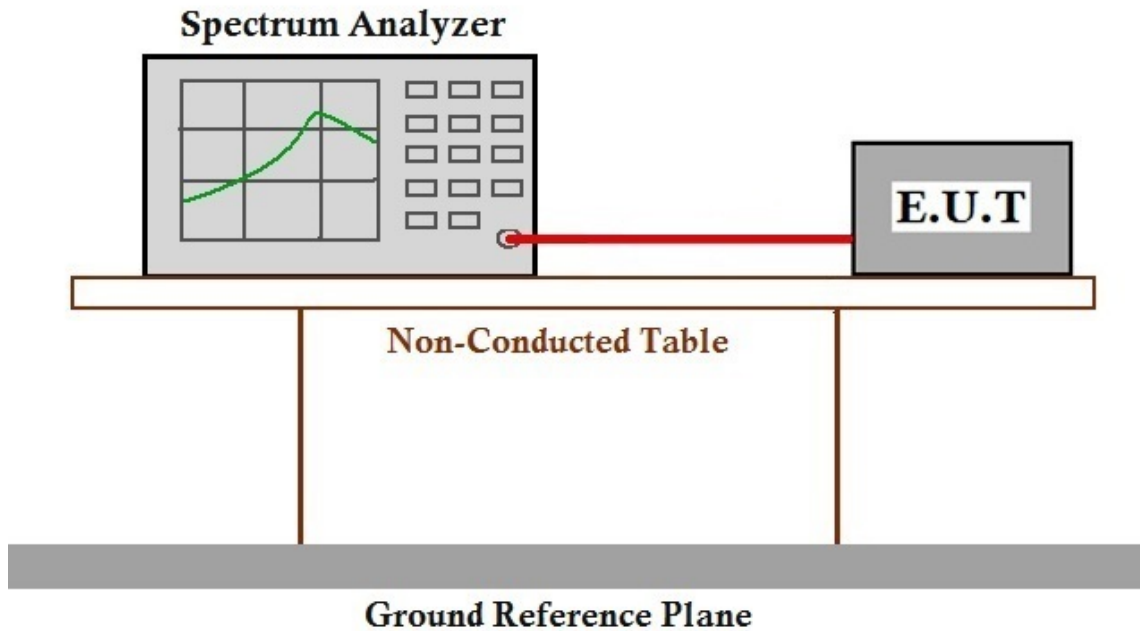 Spectrum Analyzer
E.U.T
Non-Conducted Table
Ground Reference Plane